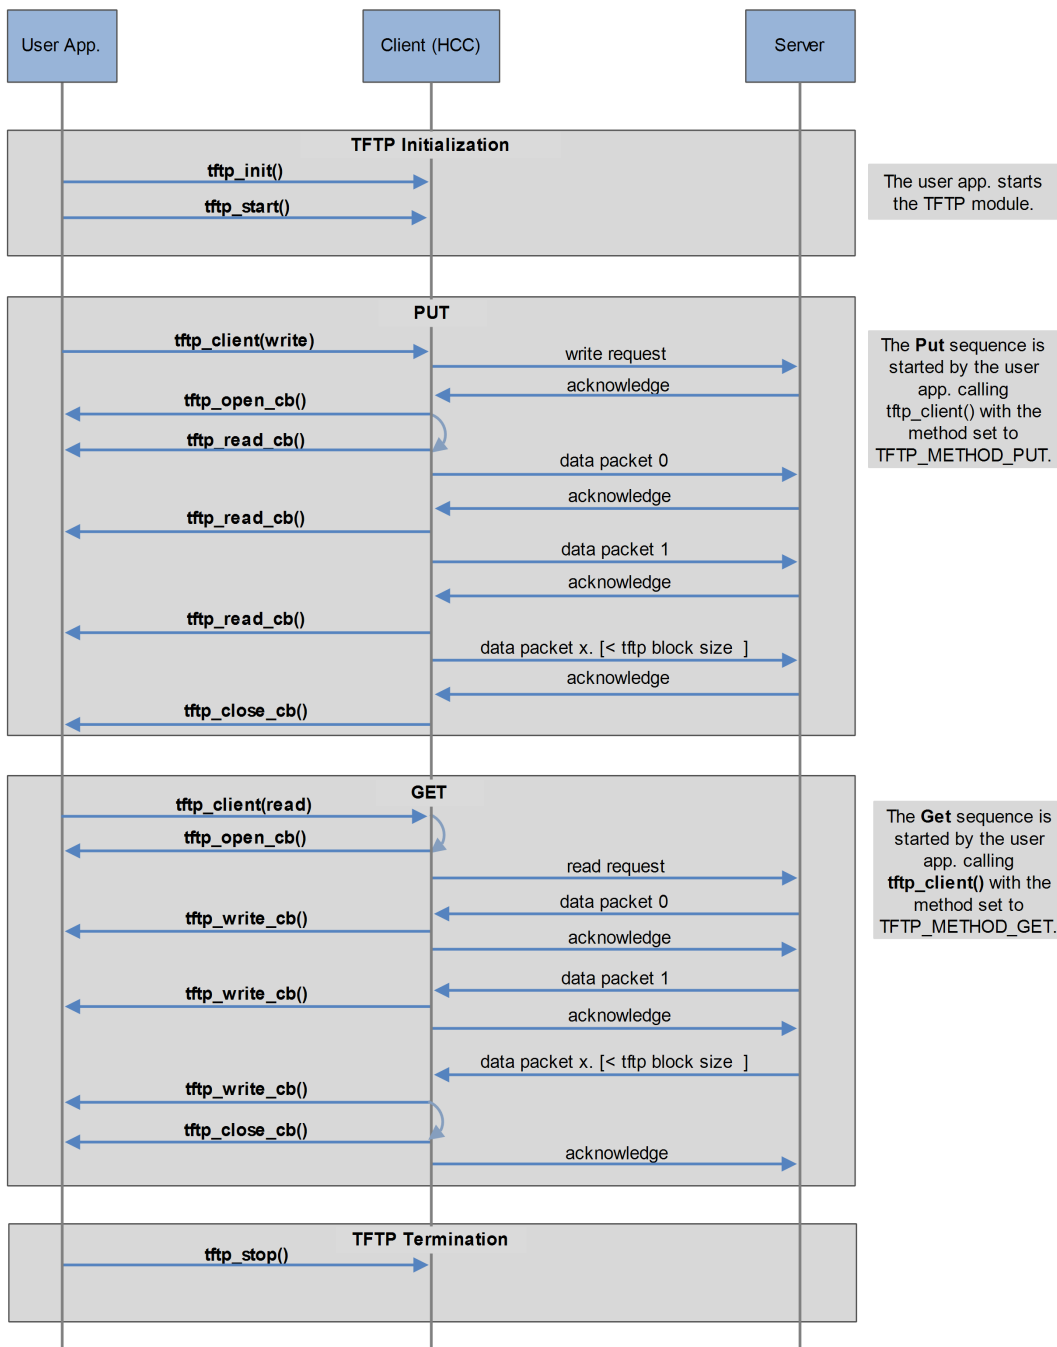 User App.
Client (HCC)
Server
TFTP Initialization
tftp_init()
tftp_start()
The user app. starts
the TFTP module.
PUT
tftp_client(write)
write request
acknowledge
tftp_open_cb()
tftp_read_cb()
data packet 0
acknowledge
tftp_read_cb()
data packet 1
acknowledge
tftp_read_cb()
data packet x. [< tftp block size  ]
acknowledge
tftp_close_cb()
The Put sequence is
started by the user
app. calling
tftp_client() with the
method set to
TFTP_METHOD_PUT.
GET
tftp_client(read)
tftp_open_cb()
read request
data packet 0
tftp_write_cb()
acknowledge
data packet 1
tftp_write_cb()
acknowledge
data packet x. [< tftp block size  ]
tftp_write_cb()
tftp_close_cb()
acknowledge
The Get sequence is
started by the user
app. calling
tftp_client() with the
method set to
TFTP_METHOD_GET.
TFTP Termination
tftp_stop()